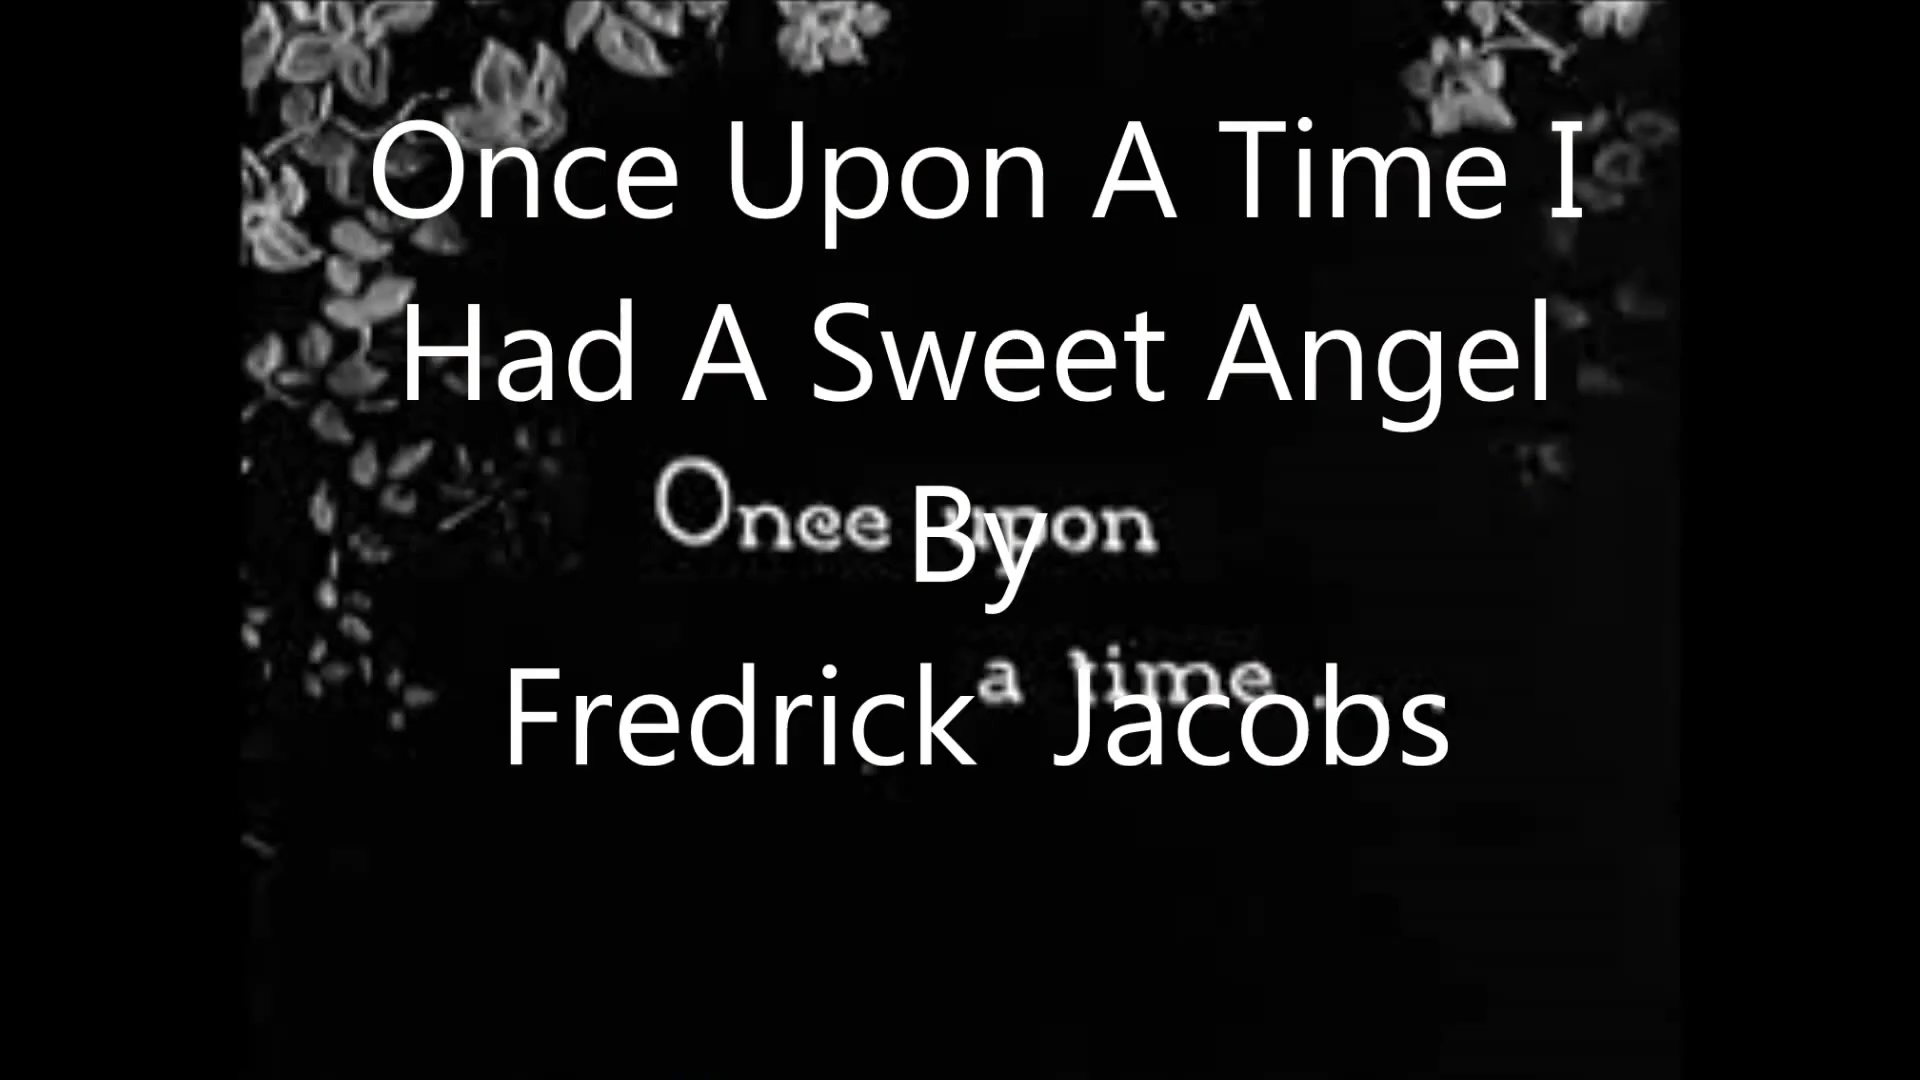 Once Upon A Time I
Had A Sweet Angel
By
Fredrick Jacobs
Once upon
a time